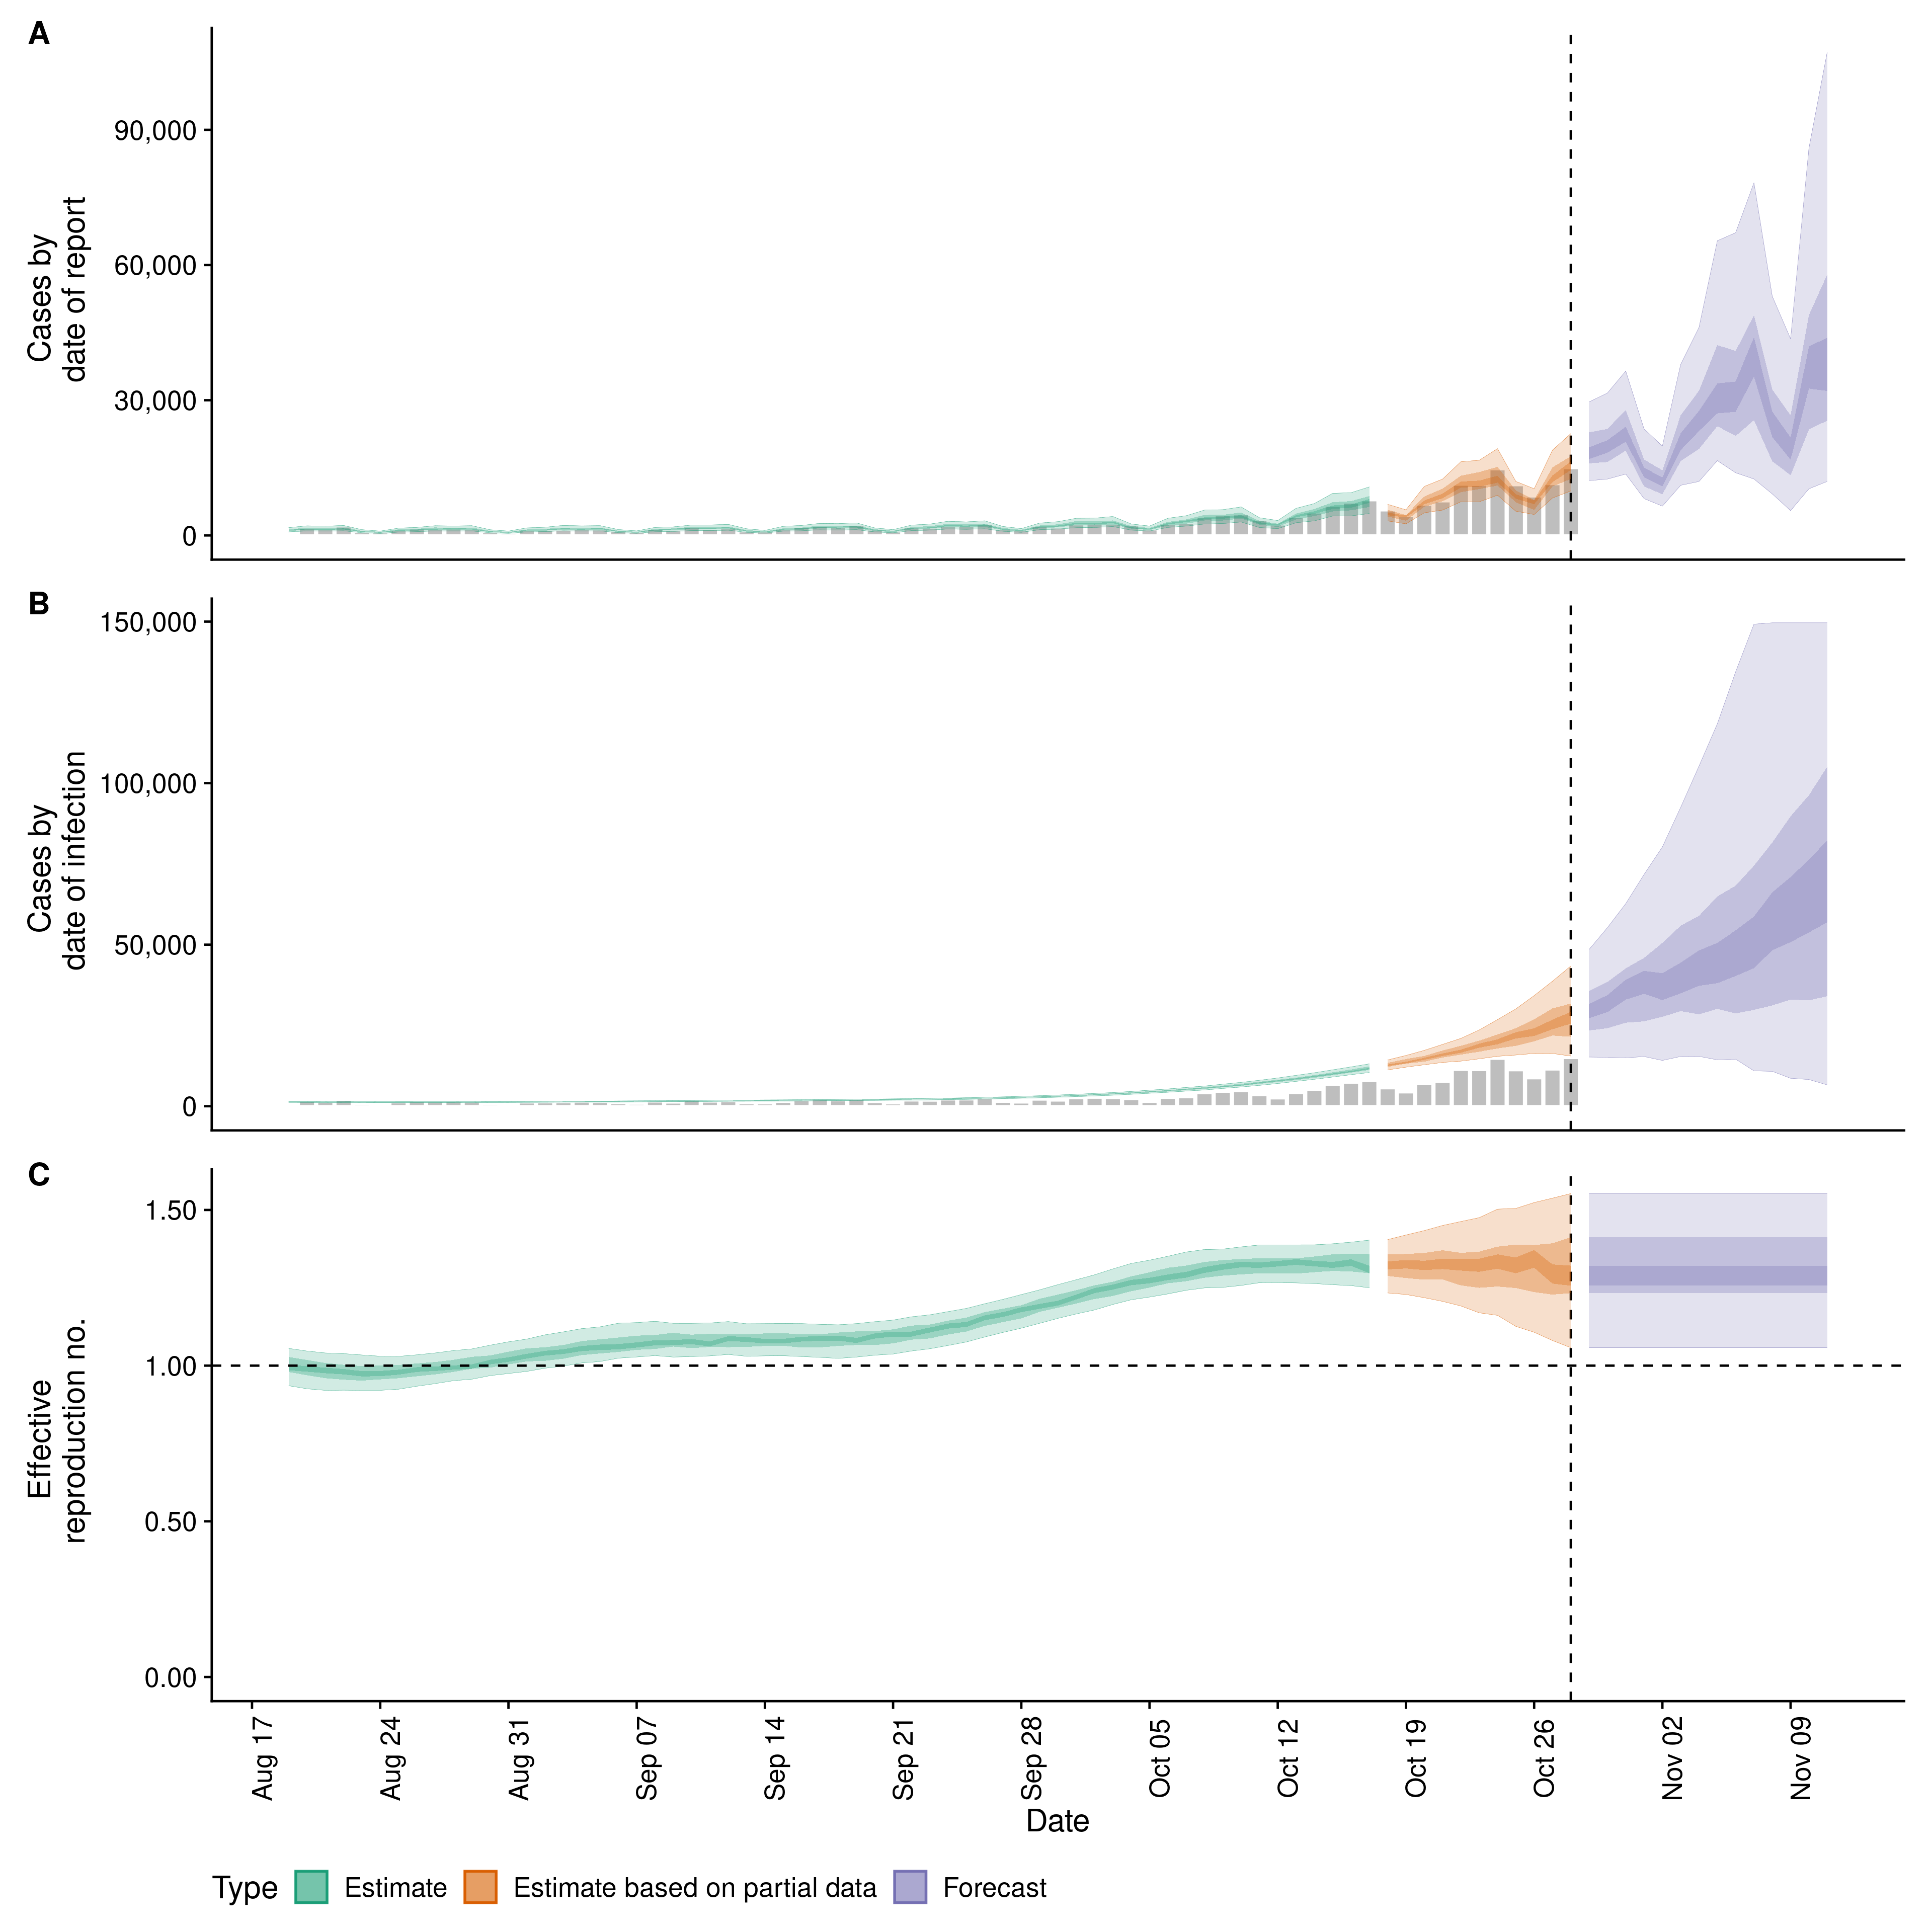 A
90,000
60,000
30,000
0
Cases by
date of report
B
150,000
100,000
50,000
0
Cases by
date of infection
C
1.50
1.00
0.50
0.00
Effective
reproduction no.
Aug 17
Aug 24
Aug 31
Sep 07
Sep 14
Sep 21
Sep 28
Oct 05
Oct 12
Oct 19
Oct 26
Nov 02
Nov 09
Date
Type Estimate Estimate based on partial data Forecast